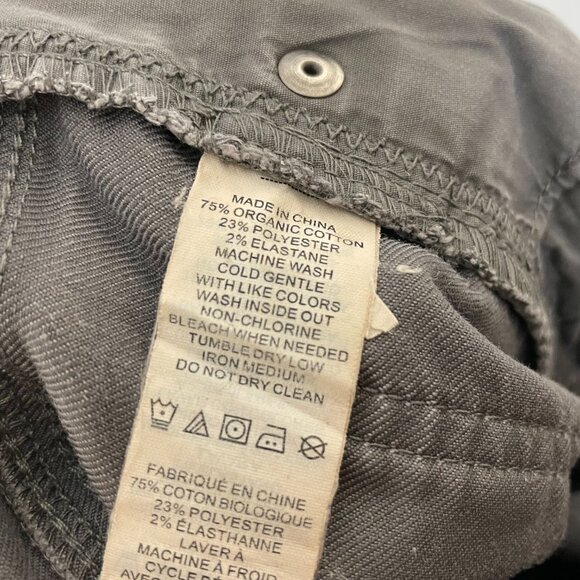 MADE IN CHINA
75% ORGANIC COTTON
23% POLYESTER
2% ELASTANE
MACHINE WASH
COLD GENTLE
WITH LIKE COLORS
WASH INSIDE OUT
NON-CHLORINE
BLEACH WHEN NEEDED
TUMBLE DRY LOW
IRON MEDIUM
DO NOT DRY CLEAN
FABRIQUÉ EN CHINE
75% COTON BIOLOGIQUE
23% POLYESTER
2% ÉLASTHANNE
LAVER À
MACHINE À FROID